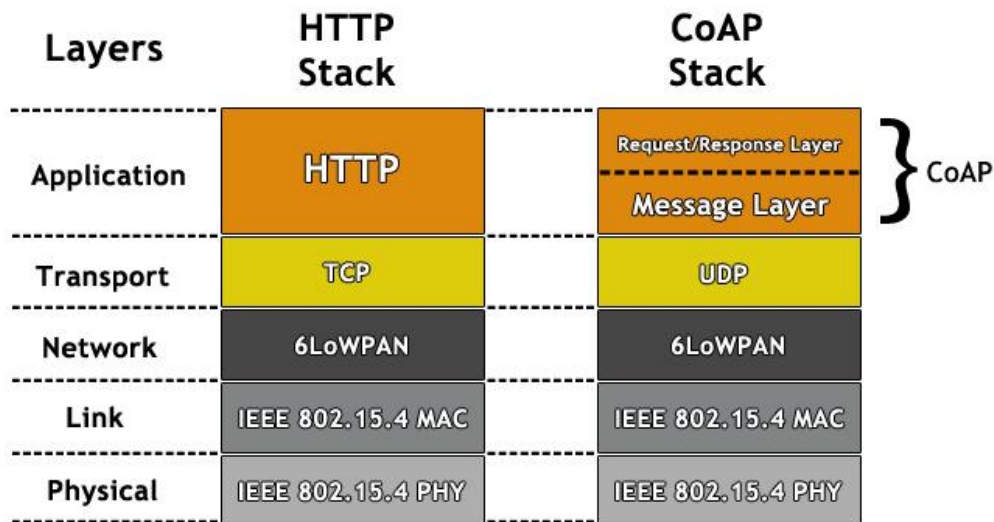 Layers
HTTP
Stack
CoAP
Stack
Application
HTTP
Request/Response Layer
Message Layer
CoAP
Transport
TCP
UDP
Network
6LoWPAN
6LoWPAN
Link
IEEE 802.15.4 MAC
IEEE 802.15.4 MAC
Physical
IEEE 802.15.4 PHY
IEEE 802.15.4 PHY